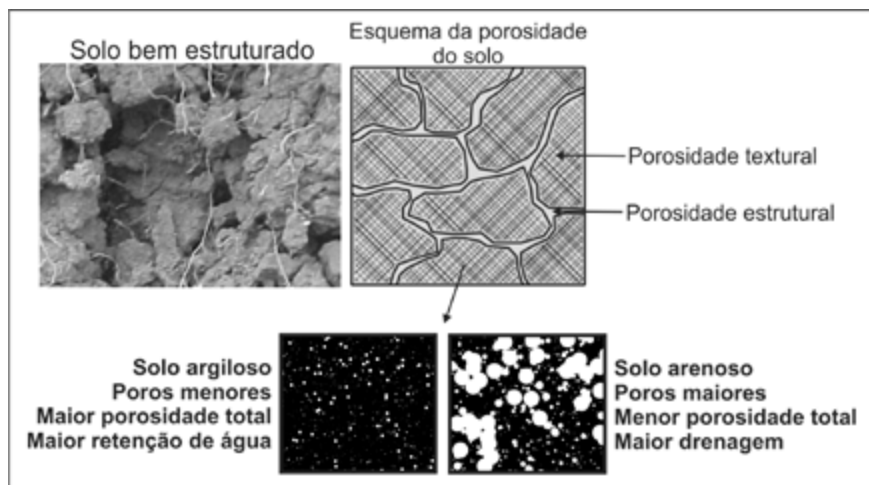 Solo bem estruturado
Esquema da porosidade
do solo
Porosidade textural
Porosidade estrutural
Solo argiloso
Poros menores
Maior porosidade total
Maior retenção de água
Solo arenoso
Poros maiores
Menor porosidade total
Maior drenagem